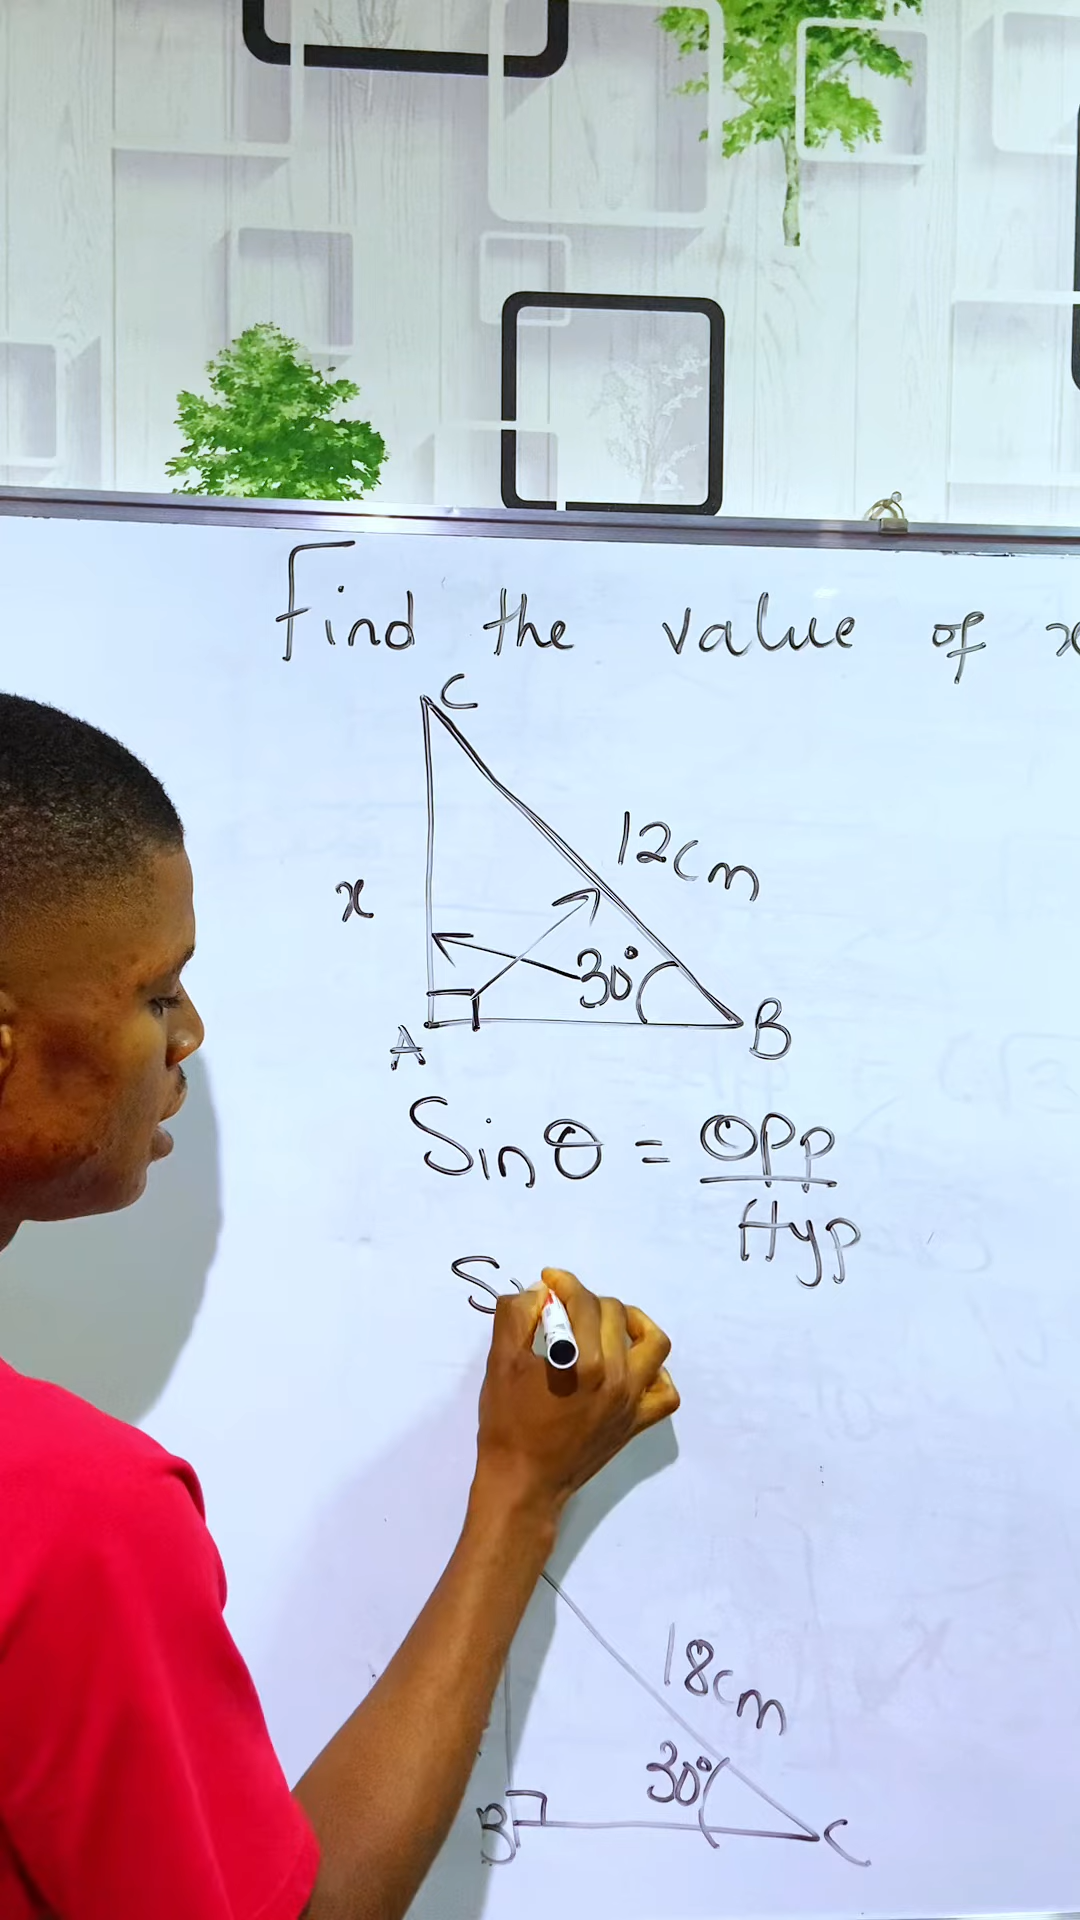 Find the value of x
C
12cm
x
30°
A
B
Sinθ = Opp
Hyp
S
18cm
30°
B
C